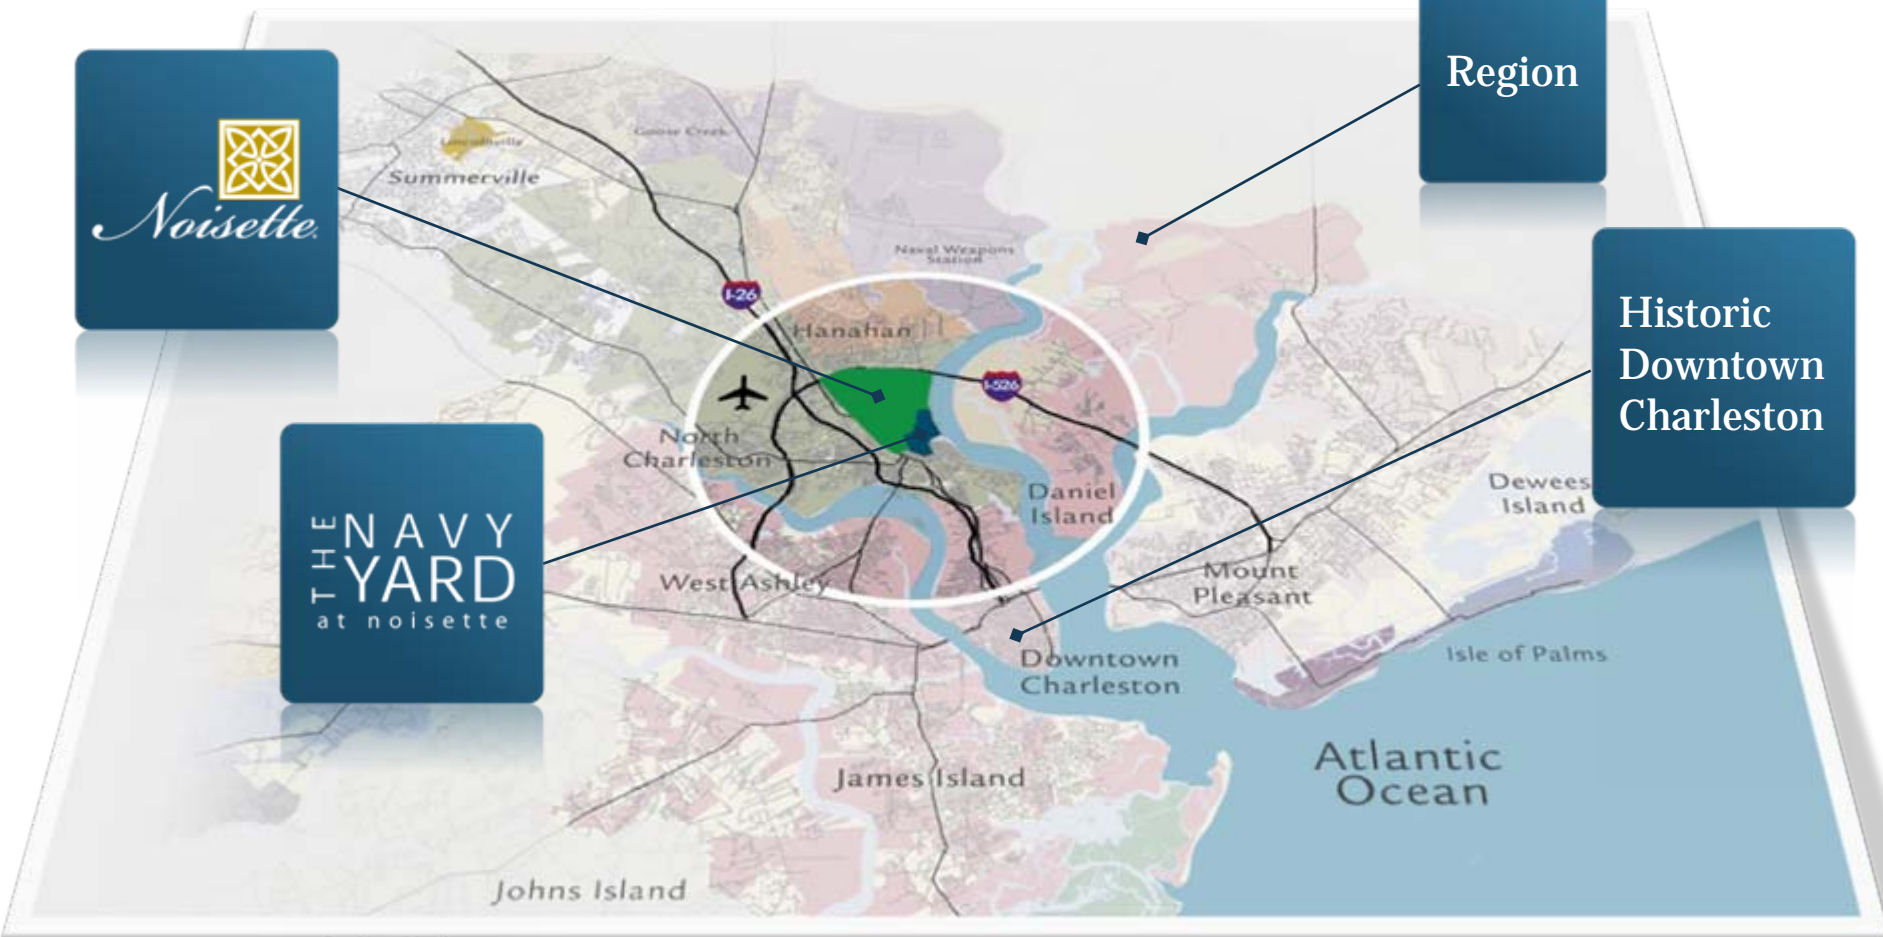 Region
Noisette
Goose Creek
Lincolnville
Summerville
Naval Weapons
Station
I-26
Hanahan
I-526
Historic
Downtown
Charleston
North
Charleston
Daniel
Island
Dewees
Island
THE
NAVY
YARD
at noisette
West Ashley
Mount
Pleasant
Isle of Palms
Downtown
Charleston
James Island
Atlantic
Ocean
Johns Island